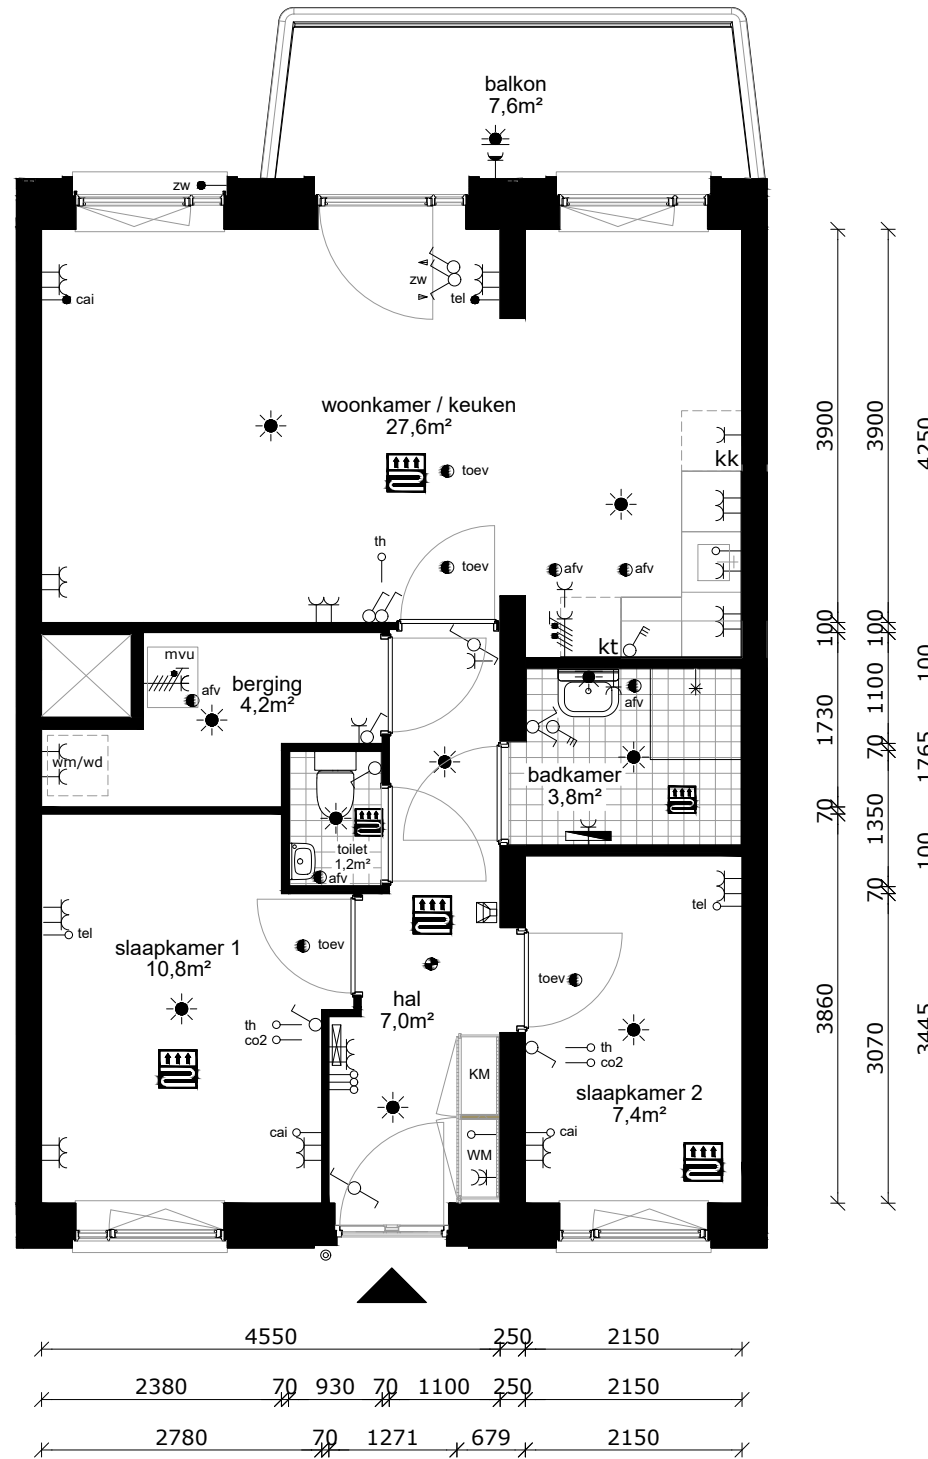 balkon
7,6m²
zw
zw
cai
tel
woonkamer / keuken
27,6m²
toev
kk
th
toev
afv
afv
kt
mvu
afv
berging
4,2m²
wm/wd
afv
badkamer
3,8m²
toilet
1,2m²
afv
tel
slaapkamer 1
10,8m²
toev
th
co2
cai
hal
7,0m²
KM
WM
tel
toev
th
co2
slaapkamer 2
7,4m²
cai
3900
100
1730
70
3860
3900
100
1100
70
1350
70
3070
4250
100
1765
100
3445
4550 250 2150
2380 70 930 70 1100 250 2150
2780 70 1271 679 2150